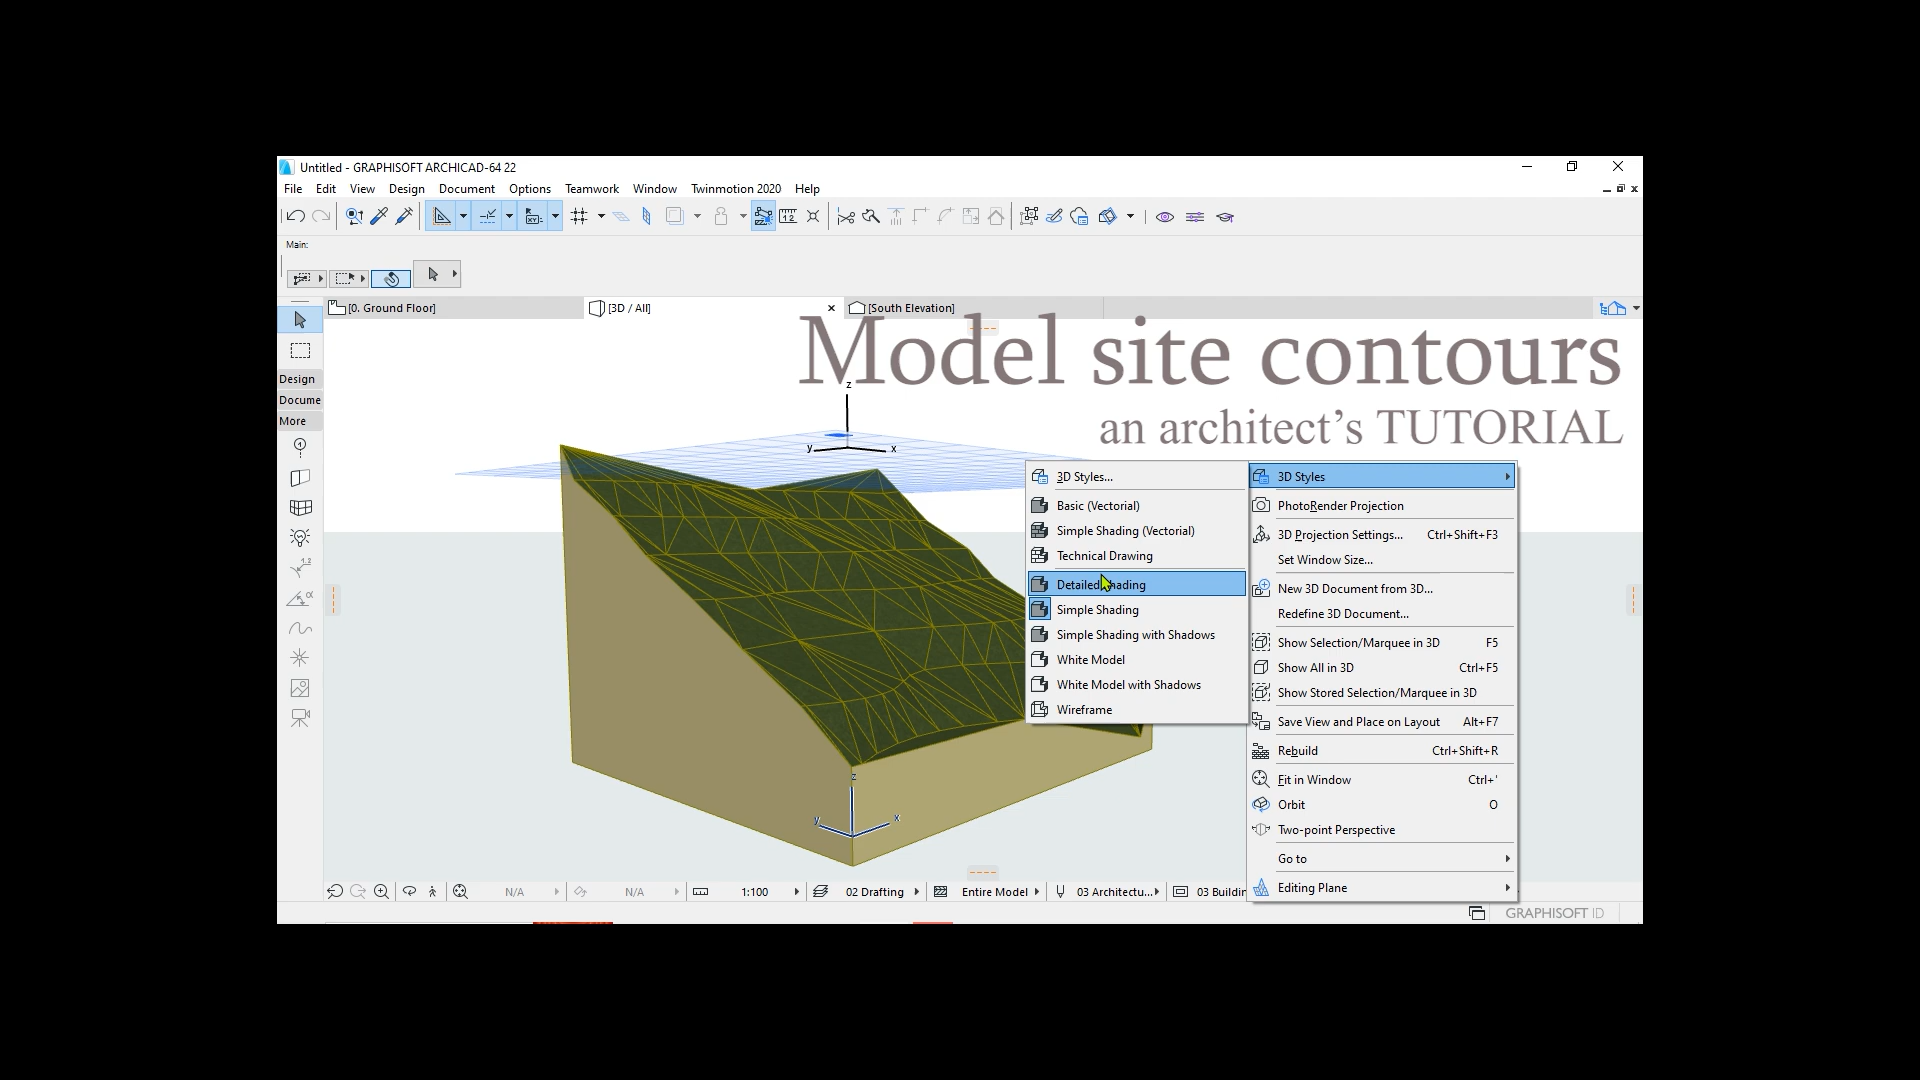 Untitled - GRAPHISOFT ARCHICAD-64 22
File Edit View Design Document Options Teamwork Window Twinmotion 2020 Help
Main:
[0. Ground Floor] [3D / All] [South Elevation]
Model site contours
an architect's TUTORIAL
Design
Docume
More
z
y x
3D Styles...
Basic (Vectorial)
Simple Shading (Vectorial)
Technical Drawing
Detailed Shading
Simple Shading
Simple Shading with Shadows
White Model
White Model with Shadows
Wireframe
3D Styles
PhotoRender Projection
3D Projection Settings... Ctrl+Shift+F3
Set Window Size...
New 3D Document from 3D...
Redefine 3D Document...
Show Selection/Marquee in 3D F5
Show All in 3D Ctrl+F5
Show Stored Selection/Marquee in 3D
Save View and Place on Layout Alt+F7
Rebuild Ctrl+Shift+R
Fit in Window Ctrl+'
Orbit O
Two-point Perspective
Go to
Editing Plane
z
y x
N/A N/A 1:100 02 Drafting Entire Model 03 Architectu... 03 Buildin
GRAPHISOFT ID